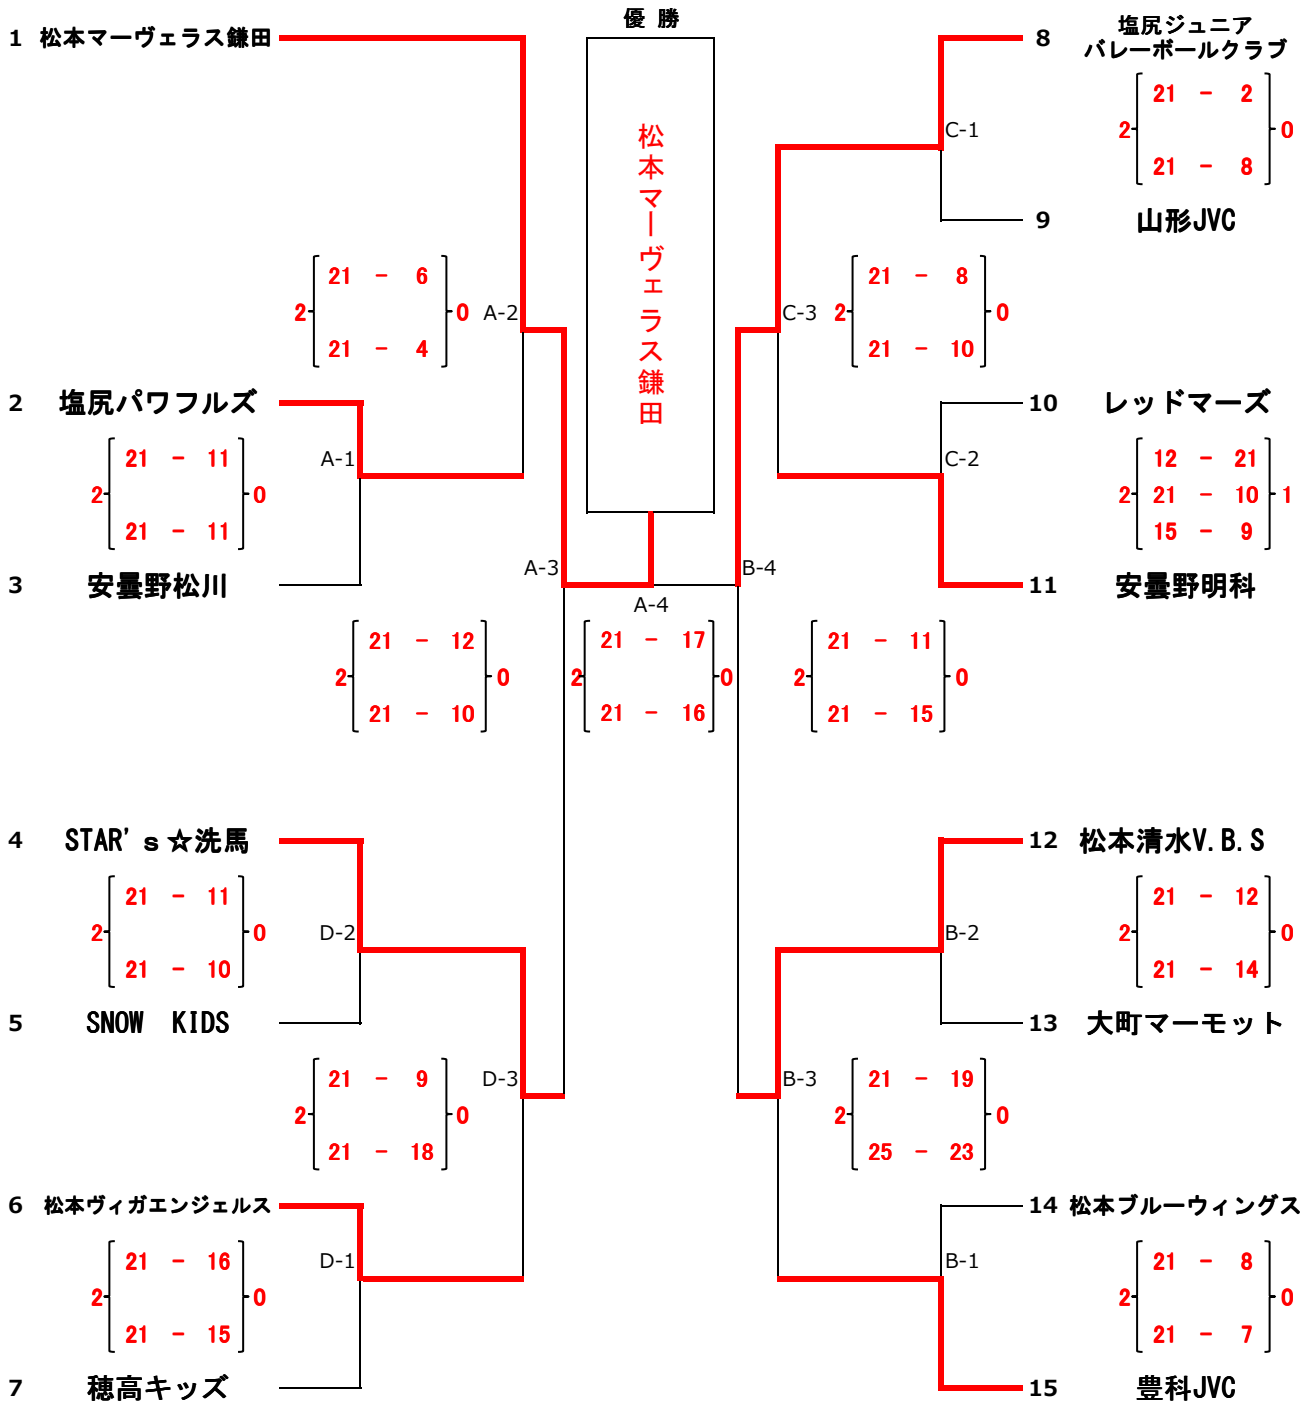 優 勝
松本マーヴェラス鎌田
1 松本マーヴェラス鎌田
A-2
21 - 6
2 0
21 - 4
2 塩尻パワフルズ
A-1
21 - 11
2 0
21 - 11
3 安曇野松川
A-3
21 - 12
2 0
21 - 10
4 STAR's☆洗馬
D-2
21 - 11
2 0
21 - 10
5 SNOW KIDS
D-3
21 - 9
2 0
21 - 18
6 松本ヴィガエンジェルス
D-1
21 - 16
2 0
21 - 15
7 穂高キッズ
A-4
21 - 17
2 0
21 - 16
8 塩尻ジュニア
バレーボールクラブ
C-1
21 - 2
2 0
21 - 8
9 山形JVC
C-3
21 - 8
2 0
21 - 10
10 レッドマーズ
C-2
12 - 21
2 21 - 10 1
15 - 9
11 安曇野明科
B-4
21 - 11
2 0
21 - 15
12 松本清水V.B.S
B-2
21 - 12
2 0
21 - 14
13 大町マーモット
B-3
21 - 19
2 0
25 - 23
14 松本ブルーウィングス
B-1
21 - 8
2 0
21 - 7
15 豊科JVC